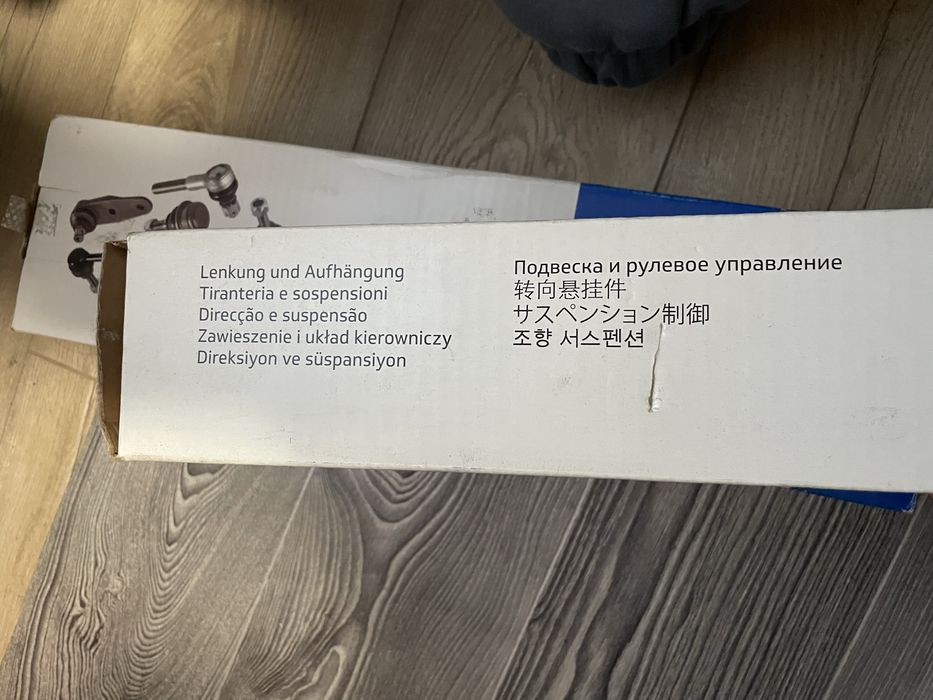 Lenkung und Aufhängung
Tiranteria e sospensioni
Direcção e suspensão
Zawieszenie i układ kierowniczy
Direksiyon ve süspansiyon
Подвеска и рулевое управление
转向悬挂件
サスペンション制御
조향 서스펜션